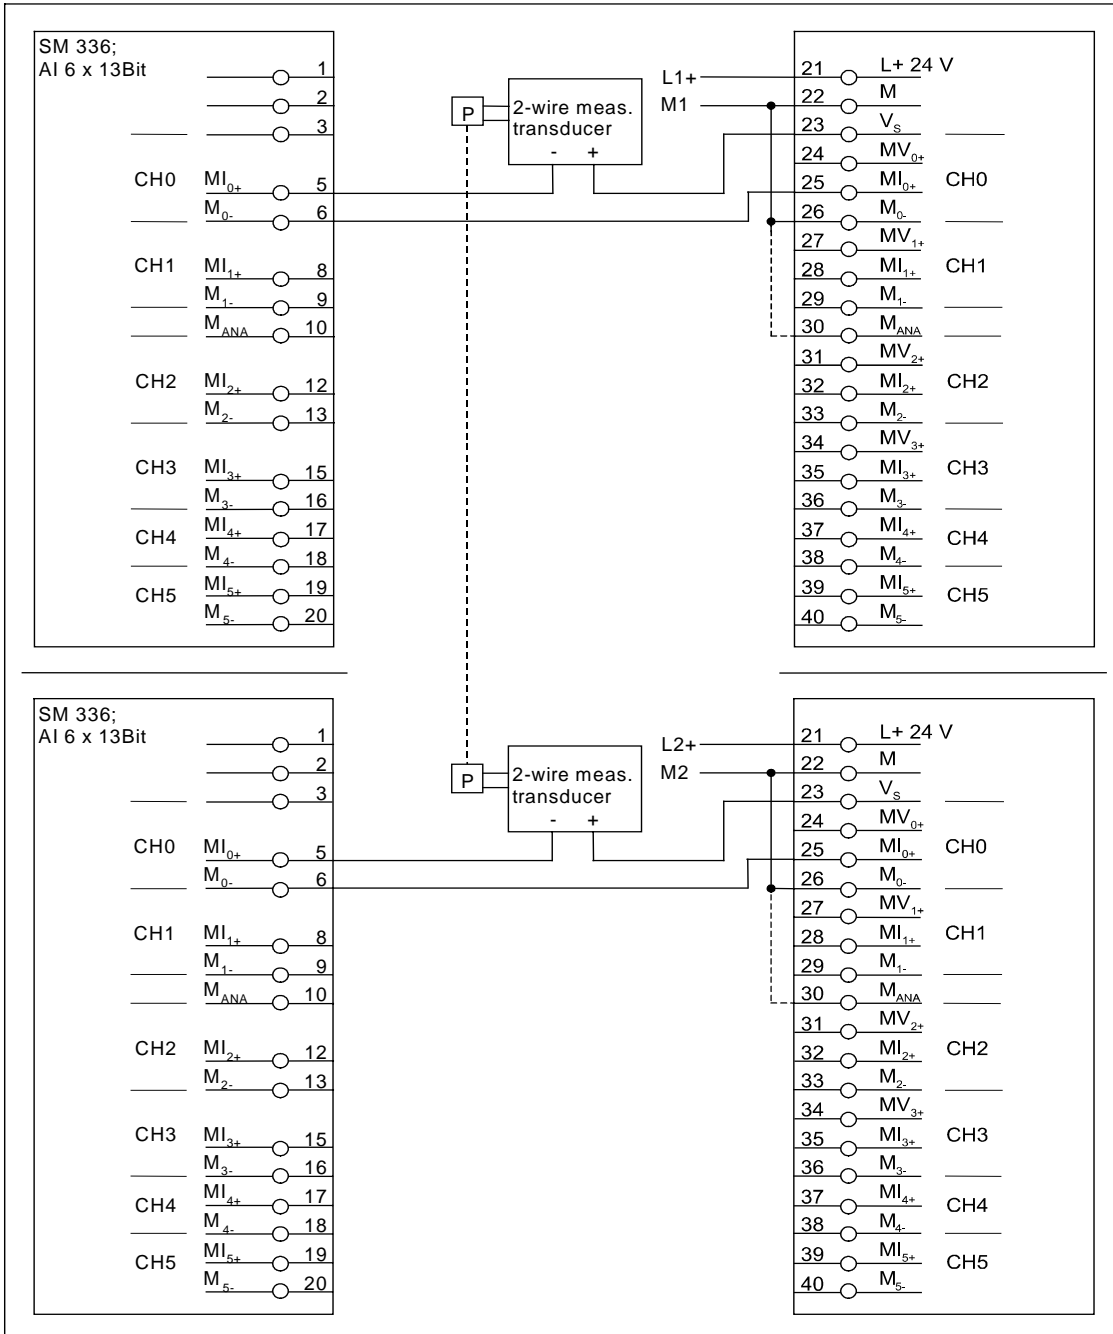 SM 336;
AI 6 x 13Bit
1
2
3
CH0 MI0+ 5
M0- 6
CH1 MI1+ 8
M1- 9
MANA 10
CH2 MI2+ 12
M2- 13
CH3 MI3+ 15
M3- 16
CH4 MI4+ 17
M4- 18
CH5 MI5+ 19
M5- 20
P
2-wire meas.
transducer
- +
L1+
M1
21 L+ 24 V
22 M
23 VS
24 MV0+
25 MI0+ CH0
26 M0-
27 MV1+
28 MI1+ CH1
29 M1-
30 MANA
31 MV2+
32 MI2+ CH2
33 M2-
34 MV3+
35 MI3+ CH3
36 M3-
37 MI4+ CH4
38 M4-
39 MI5+ CH5
40 M5-
SM 336;
AI 6 x 13Bit
1
2
3
CH0 MI0+ 5
M0- 6
CH1 MI1+ 8
M1- 9
MANA 10
CH2 MI2+ 12
M2- 13
CH3 MI3+ 15
M3- 16
CH4 MI4+ 17
M4- 18
CH5 MI5+ 19
M5- 20
P
2-wire meas.
transducer
- +
L2+
M2
21 L+ 24 V
22 M
23 VS
24 MV0+
25 MI0+ CH0
26 M0-
27 MV1+
28 MI1+ CH1
29 M1-
30 MANA
31 MV2+
32 MI2+ CH2
33 M2-
34 MV3+
35 MI3+ CH3
36 M3-
37 MI4+ CH4
38 M4-
39 MI5+ CH5
40 M5-